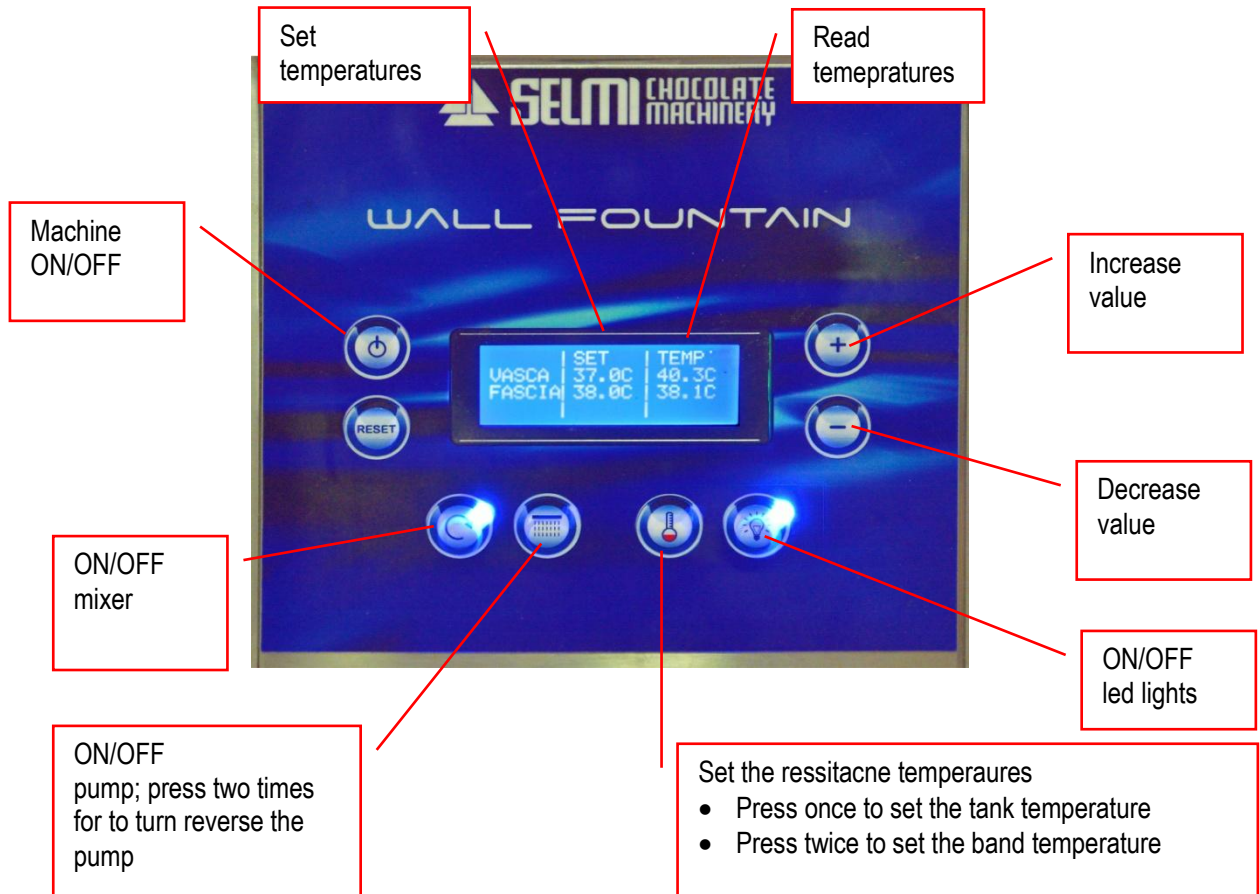 Set
temperatures
Read
temepratures
SELMI CHOCOLATE
MACHINERY
WALL FOUNTAIN
Machine
ON/OFF
Increase
value
SET TEMP
VASCA 37.0C 40.3C
FASCIA 38.0C 38.1C
+
RESET
-
Decrease
value
ON/OFF
mixer
ON/OFF
led lights
ON/OFF
pump; press two times
for to turn reverse the
pump
Set the ressitacne temperaures
• Press once to set the tank temperature
• Press twice to set the band temperature